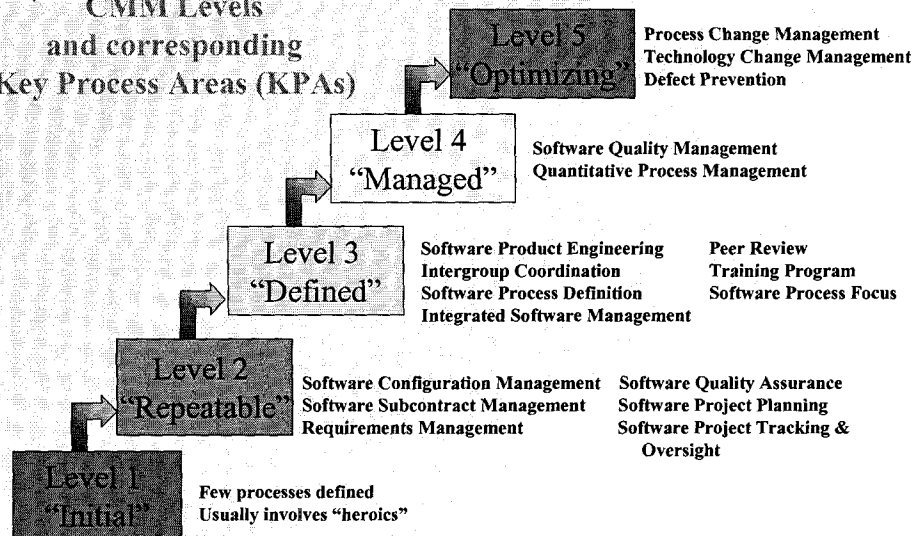 CMM Levels
and corresponding
Key Process Areas (KPAs)
Level 5
“Optimizing”
Process Change Management
Technology Change Management
Defect Prevention
Level 4
“Managed”
Software Quality Management
Quantitative Process Management
Level 3
“Defined”
Software Product Engineering
Intergroup Coordination
Software Process Definition
Integrated Software Management
Peer Review
Training Program
Software Process Focus
Level 2
“Repeatable”
Software Configuration Management
Software Subcontract Management
Requirements Management
Software Quality Assurance
Software Project Planning
Software Project Tracking &
Oversight
Level 1
“Initial”
Few processes defined
Usually involves “heroics”